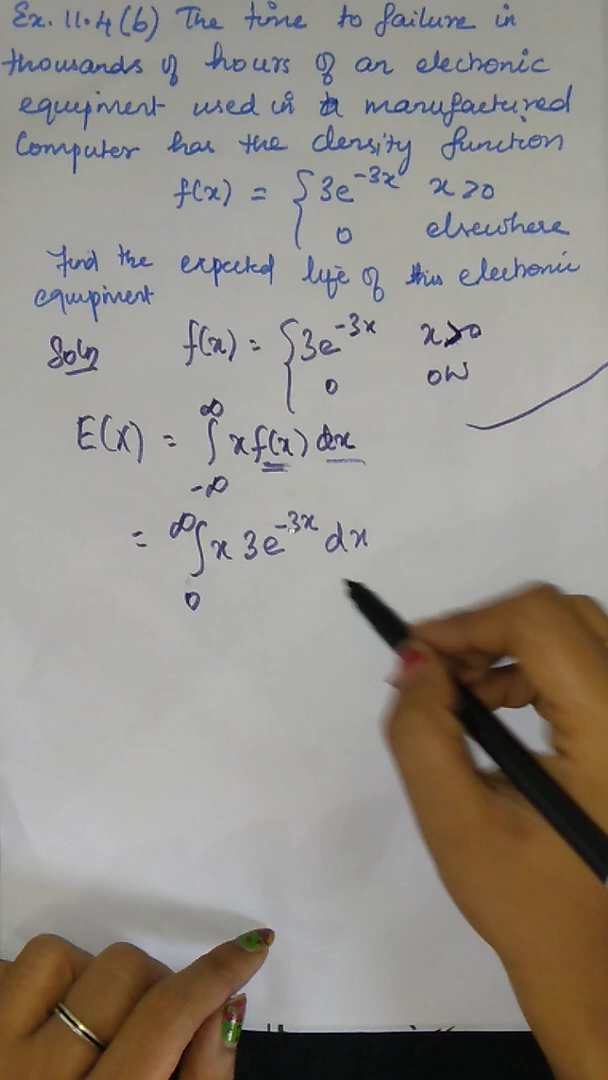 Ex. 11.4(b) The time to failure in
thousands of hours of an electronic
equipment used in a manufactured
Computer has the density function
f(x) = { 3e^{-3x} x>0
0 elsewhere
Find the expected life of this electronic
equipment
Soln f(x) = { 3e^{-3x} x>0
0 OW
E(X) = ∫_{-∞}^{∞} x f(x) dx
= ∫_{0}^{∞} x 3e^{-3x} dx